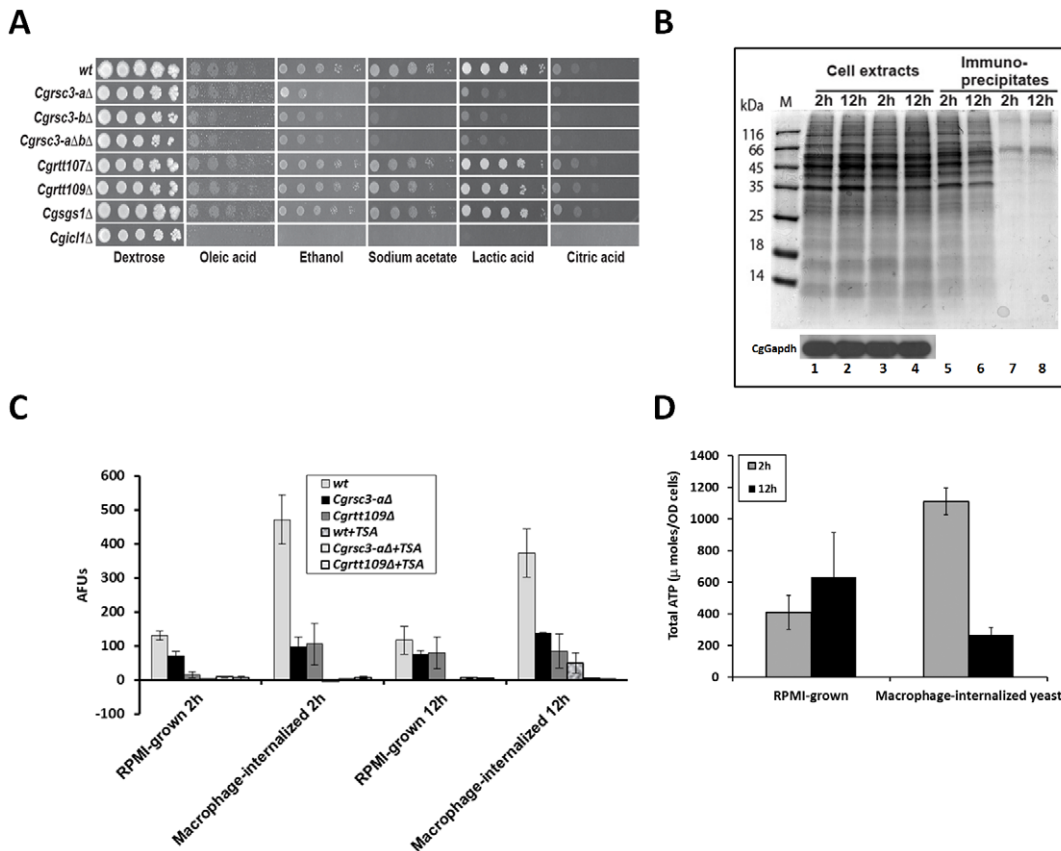 A
wt
Cgrsc3-aΔ
Cgrsc3-bΔ
Cgrsc3-aΔbΔ
Cgrtt107Δ
Cgrtt109Δ
Cgsgs1Δ
Cgicl1Δ
Dextrose Oleic acid Ethanol Sodium acetate Lactic acid Citric acid
B
Cell extracts Immuno-
precipitates
kDa M 2h 12h 2h 12h 2h 12h 2h 12h
116
66
45
35
25
18
14
CgGapdh
1 2 3 4 5 6 7 8
C
AFUs
600
500
400
300
200
100
0
-100
wt
Cgrsc3-aΔ
Cgrtt109Δ
wt+TSA
Cgrsc3-aΔ+TSA
Cgrtt109Δ+TSA
RPMI-grown 2h
Macrophage-internalized 2h
RPMI-grown 12h
Macrophage-internalized 12h
D
Total ATP (μ moles/OD cells)
1400
1200
1000
800
600
400
200
0
2h
12h
RPMI-grown Macrophage-internalized yeast